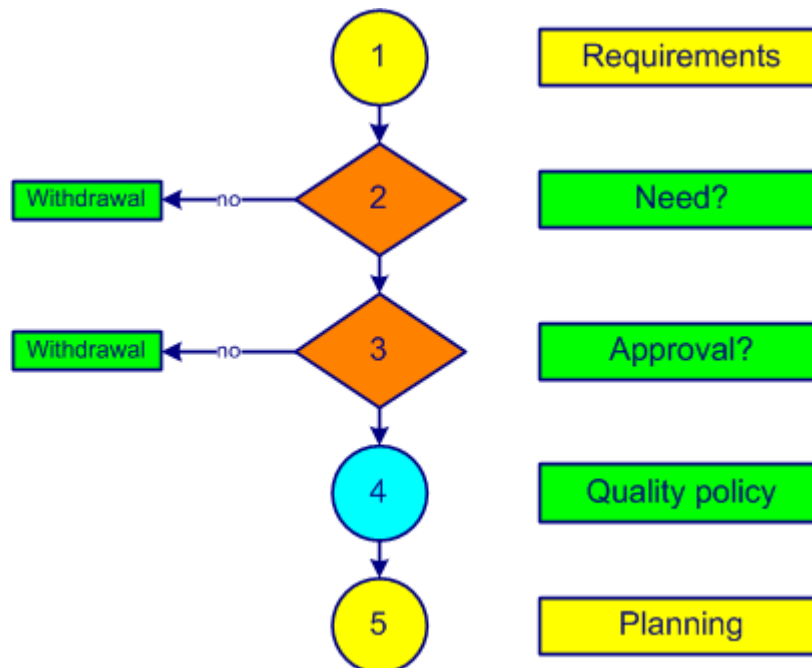 1
Requirements
Withdrawal
no
2
Need?
Withdrawal
no
3
Approval?
4
Quality policy
5
Planning